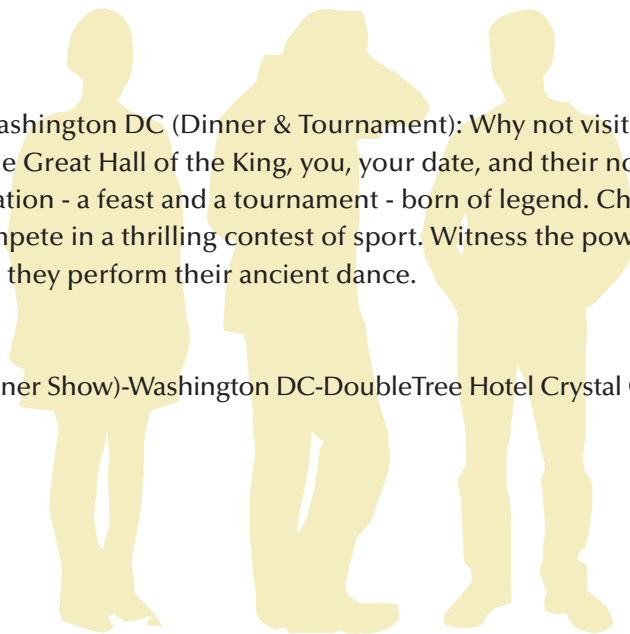 ashington DC (Dinner & Tournament): Why not visit
e Great Hall of the King, you, your date, and their no
ation - a feast and a tournament - born of legend. Ch
mpete in a thrilling contest of sport. Witness the pow
they perform their ancient dance.
ner Show)-Washington DC-DoubleTree Hotel Crystal